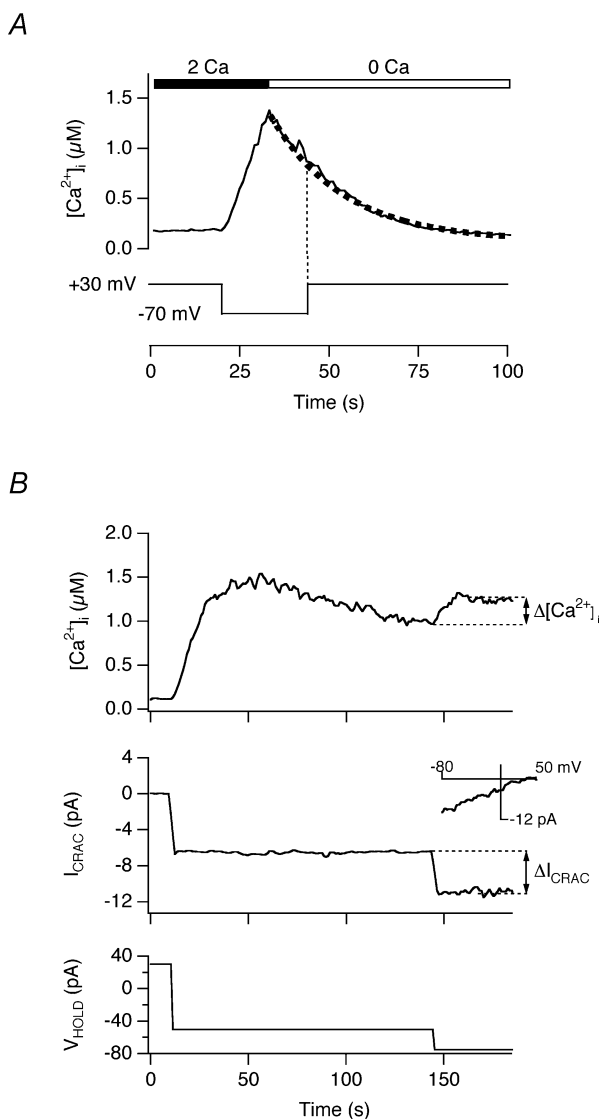 A
2 Ca 0 Ca
[Ca²⁺]ᵢ (µM)
1.5
1.0
0.5
0.0
+30 mV
-70 mV
0 25 50 75 100
Time (s)
B
[Ca²⁺]ᵢ (µM)
2.0
1.5
1.0
0.5
0.0
Δ[Ca²⁺]ᵢ
I_CRAC (pA)
4
0
-4
-8
-12
-80 50 mV
-12 pA
ΔI_CRAC
V_HOLD (pA)
40
0
-40
-80
0 50 100 150
Time (s)